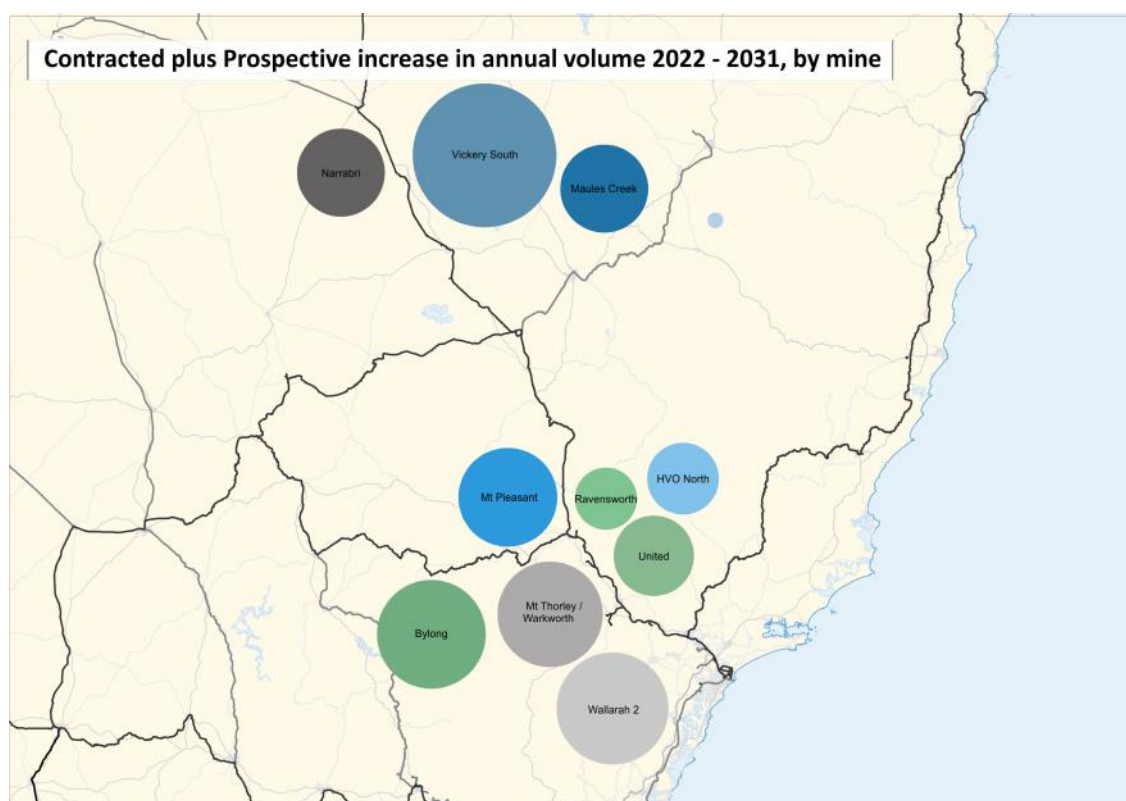 Contracted plus Prospective increase in annual volume 2022 - 2031, by mine
Vickery South
Narrabri
Maules Creek
HVO North
Mt Pleasant
Ravensworth
United
Mt Thorley /
Warkworth
Bylong
Wallarah 2